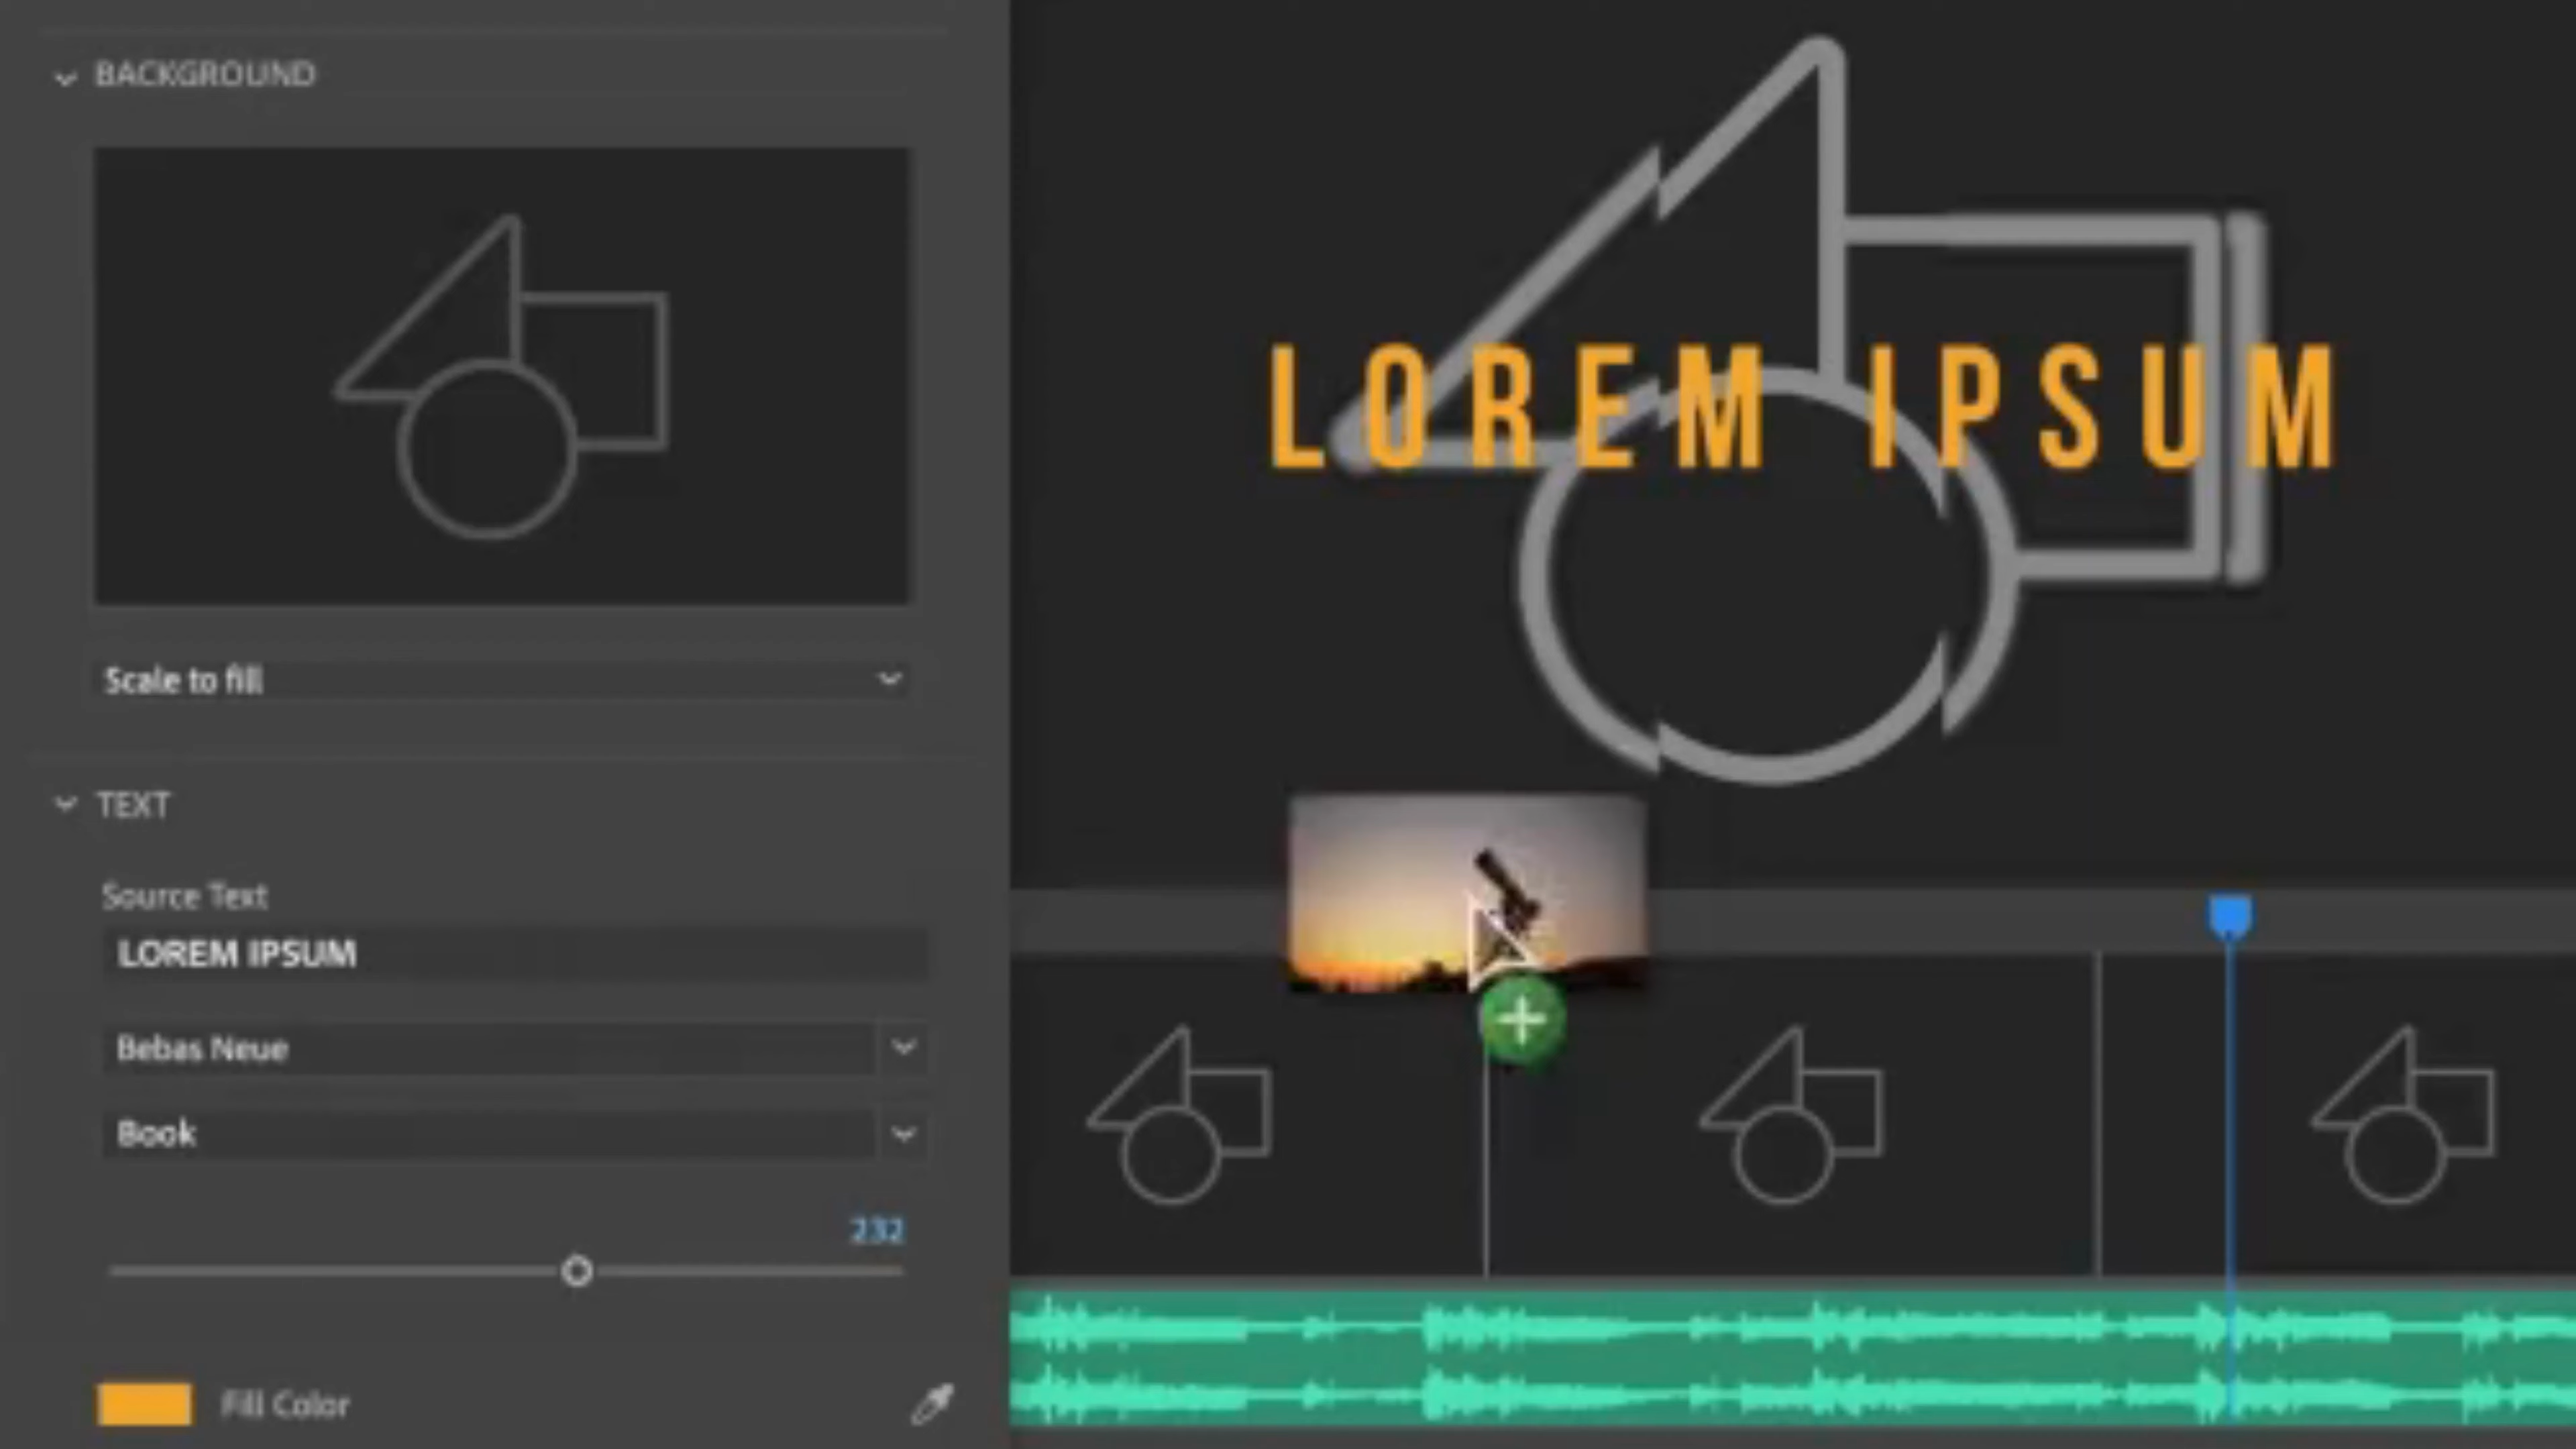 BACKGROUND
Scale to fill
TEXT
Source Text
LOREM IPSUM
Bebas Neue
Book
232
Fill Color
LOREM IPSUM